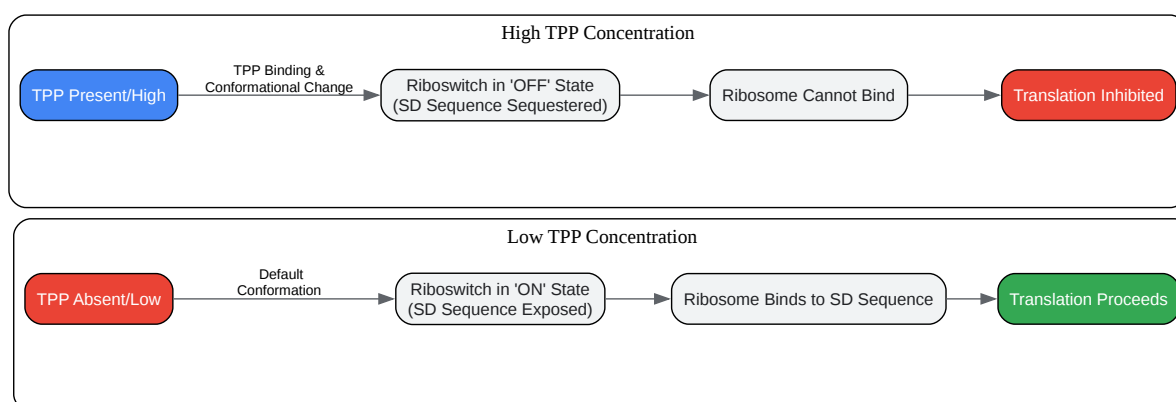 High TPP Concentration
TPP Present/High
TPP Binding &
Conformational Change
Riboswitch in 'OFF' State
(SD Sequence Sequestered)
Ribosome Cannot Bind
Translation Inhibited
Low TPP Concentration
TPP Absent/Low
Default
Conformation
Riboswitch in 'ON' State
(SD Sequence Exposed)
Ribosome Binds to SD Sequence
Translation Proceeds